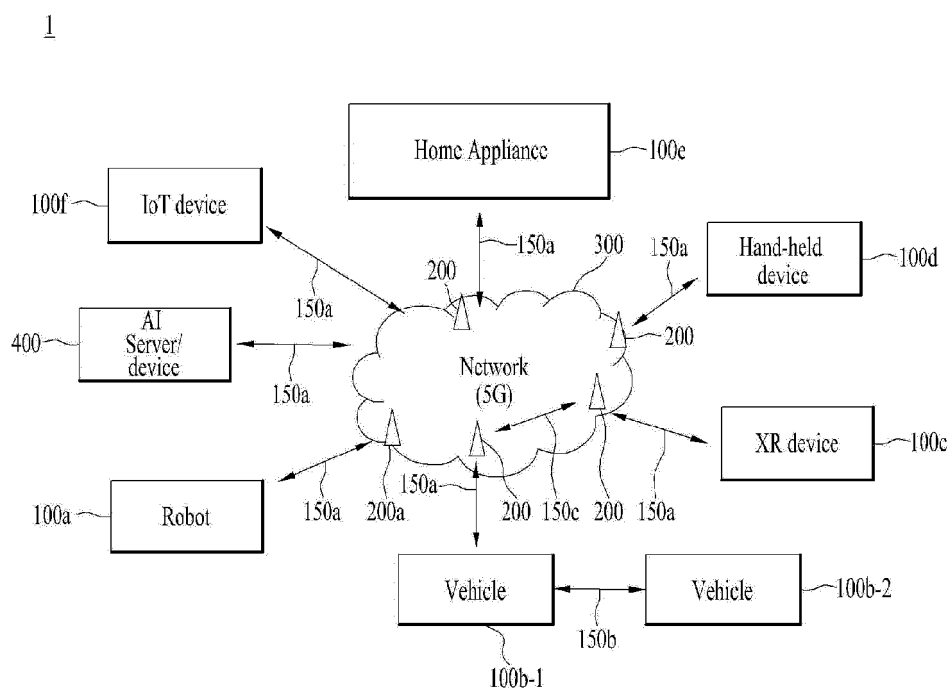 1
Home Appliance
100e
100f
IoT device
150a
150a
200
300
150a
Hand-held
device
100d
400
AI
Server/
device
150a
Network
(5G)
200
XR device
100c
100a
Robot
150a
200a
150a
200
150c
200
150a
Vehicle
150b
Vehicle
100b-2
100b-1